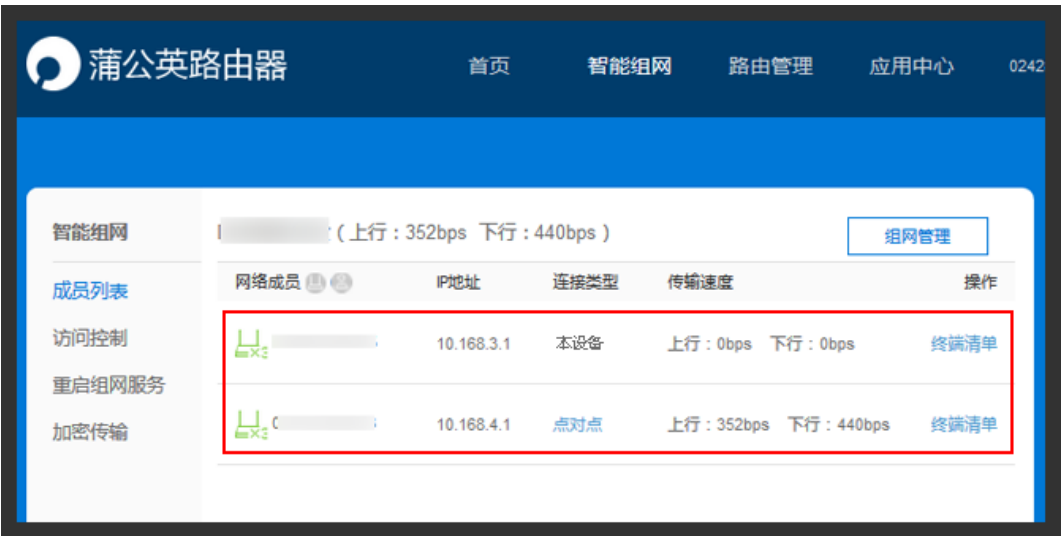 蒲公英路由器 首页 智能组网 路由管理 应用中心 0242
智能组网
成员列表
访问控制
重启组网服务
加密传输
(上行:352bps 下行:440bps) 组网管理
网络成员 IP地址 连接类型 传输速度 操作
X3 10.168.3.1 本设备 上行:0bps 下行:0bps 终端清单
X3 10.168.4.1 点对点 上行:352bps 下行:440bps 终端清单